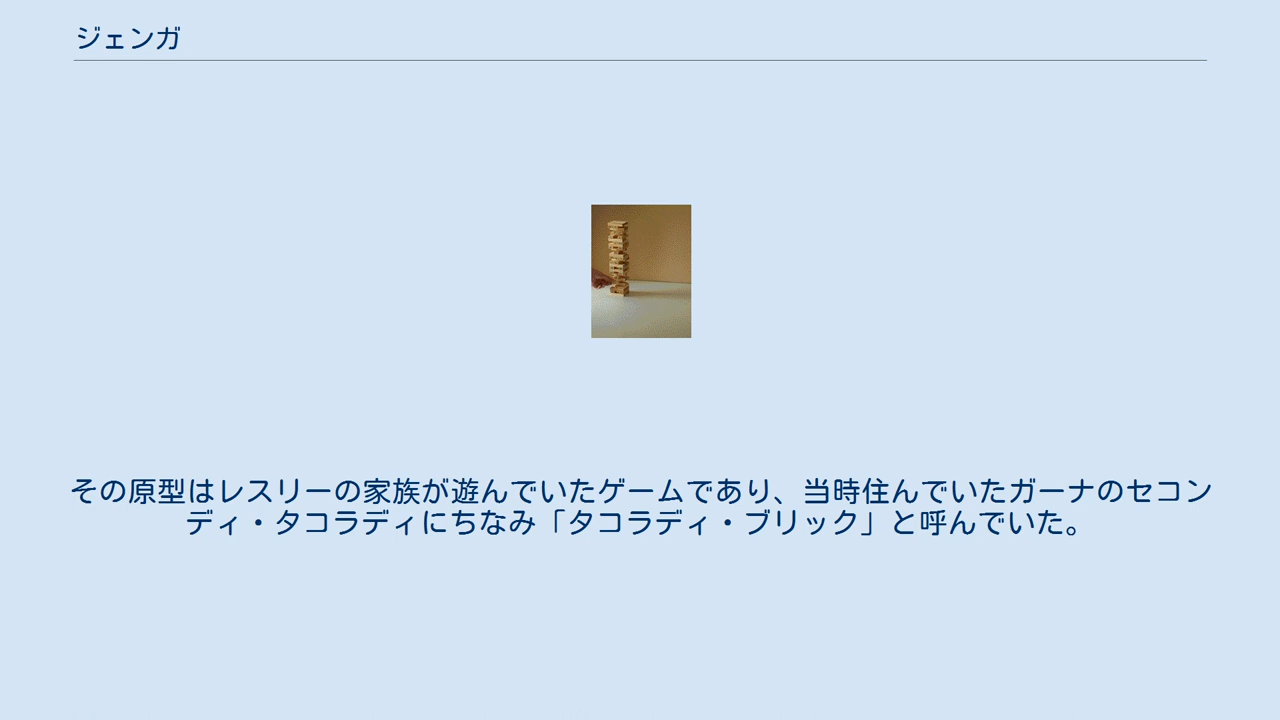 ジェンガ
その原型はレスリーの家族が遊んでいたゲームであり、当時住んでいたガーナのセコン
ディ・タコラディにちなみ「タコラディ・ブリック」と呼んでいた。